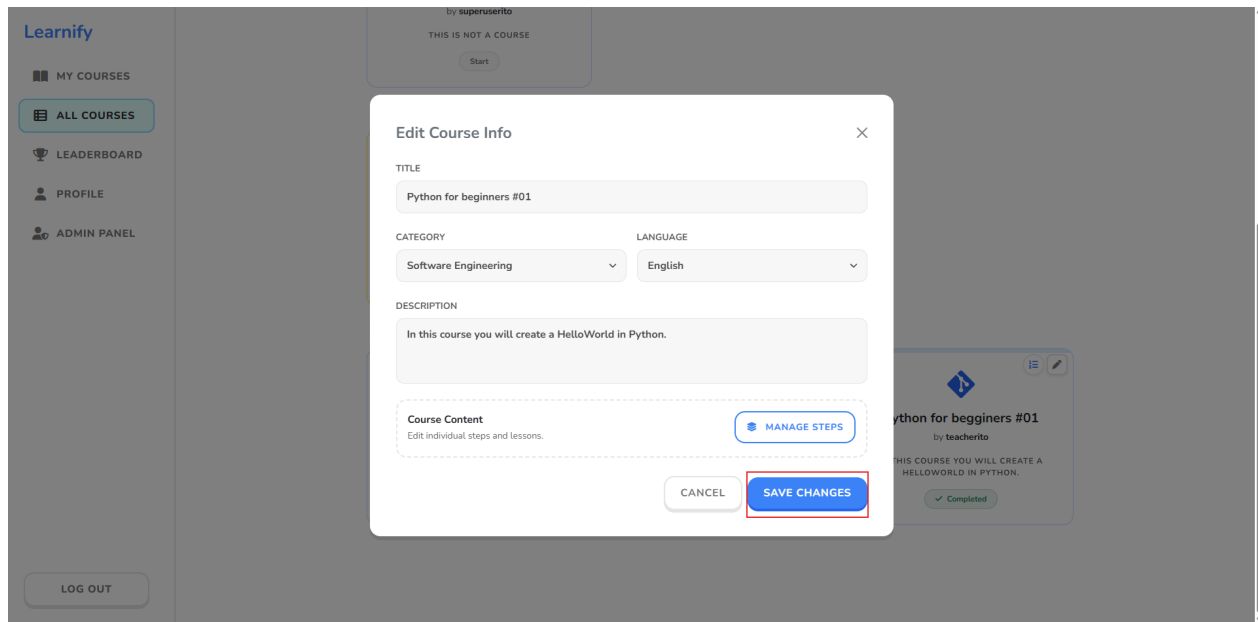 Learnify
MY COURSES
ALL COURSES
LEADERBOARD
PROFILE
ADMIN PANEL
LOG OUT
by superuserito
THIS IS NOT A COURSE
Start
Edit Course Info
TITLE
Python for beginners #01
CATEGORY
LANGUAGE
Software Engineering
English
DESCRIPTION
In this course you will create a HelloWorld in Python.
Course Content
Edit individual steps and lessons.
MANAGE STEPS
CANCEL
SAVE CHANGES
ython for begginers #01
by teacherito
HIS COURSE YOU WILL CREATE A
HELLOWORLD IN PYTHON.
Completed